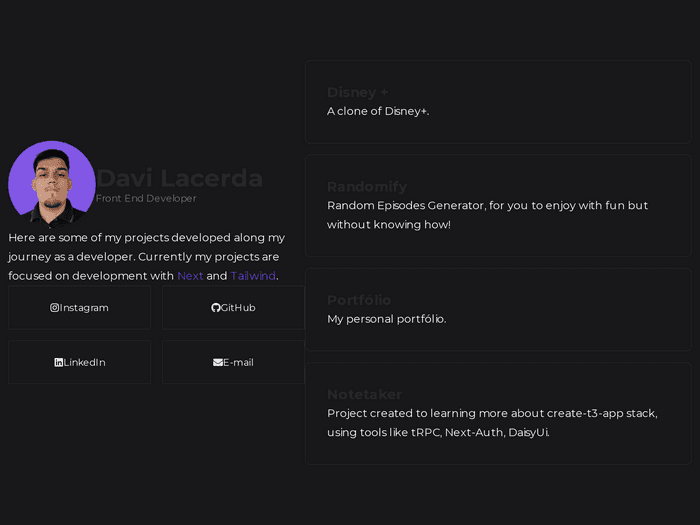 Davi Lacerda
Front End Developer
Here are some of my projects developed along my
journey as a developer. Currently my projects are
focused on development with Next and Tailwind.
Instagram
GitHub
LinkedIn
E-mail
Disney +
A clone of Disney+.
Randomify
Random Episodes Generator, for you to enjoy with fun but
without knowing how!
Portfólio
My personal portfólio.
Notetaker
Project created to learning more about create-t3-app stack,
using tools like tRPC, Next-Auth, DaisyUi.